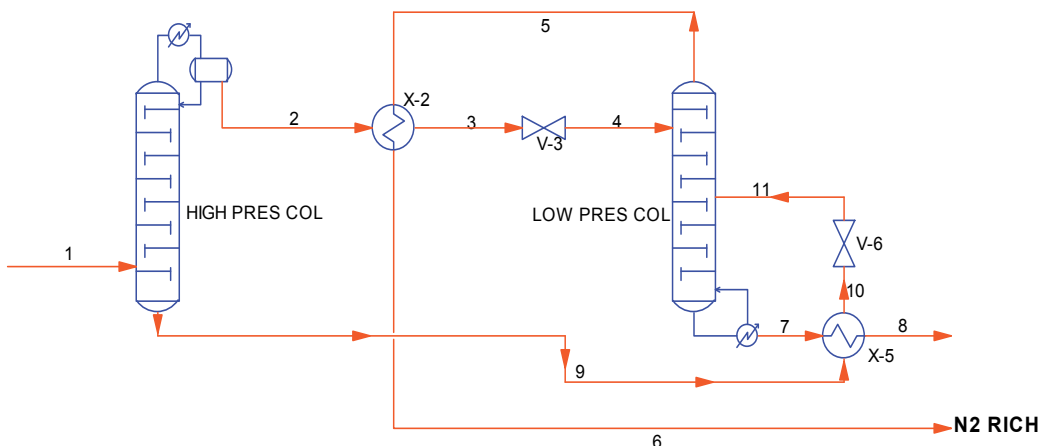 5
X-2
2
3
4
V-3
11
HIGH PRES COL
LOW PRES COL
V-6
1
10
7
8
X-5
9
N2 RICH
6